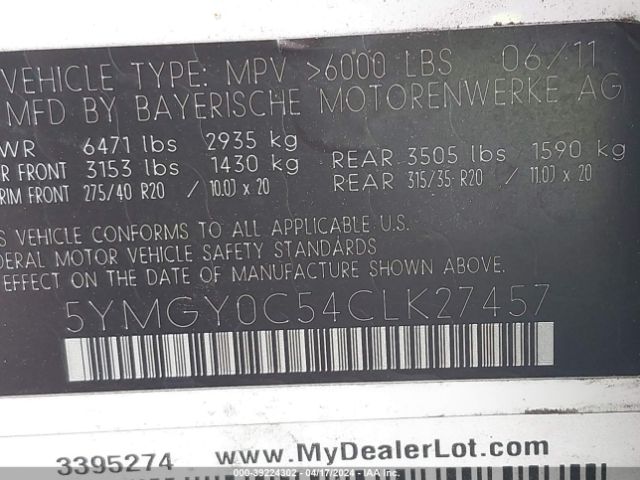 VEHICLE TYPE: MPV >6000 LBS 06/11
MFD BY BAYERISCHE MOTORENWERKE AG
WR 6471 lbs 2935 kg
R FRONT 3153 lbs 1430 kg REAR 3505 lbs 1590 kg
RIM FRONT 275/40 R20 / 10.0J x 20 REAR 315/35 R20 / 11.0J x 20
S VEHICLE CONFORMS TO ALL APPLICABLE U.S.
DERAL MOTOR VEHICLE SAFETY STANDARDS
EFFECT ON THE DATE OF MANUFACTURE SHOWN ABOVE
5YMGY0C54CLK27457
www.MyDealerLot.com
3395274
000-39224302 - 04/17/2024 - IAA Inc.